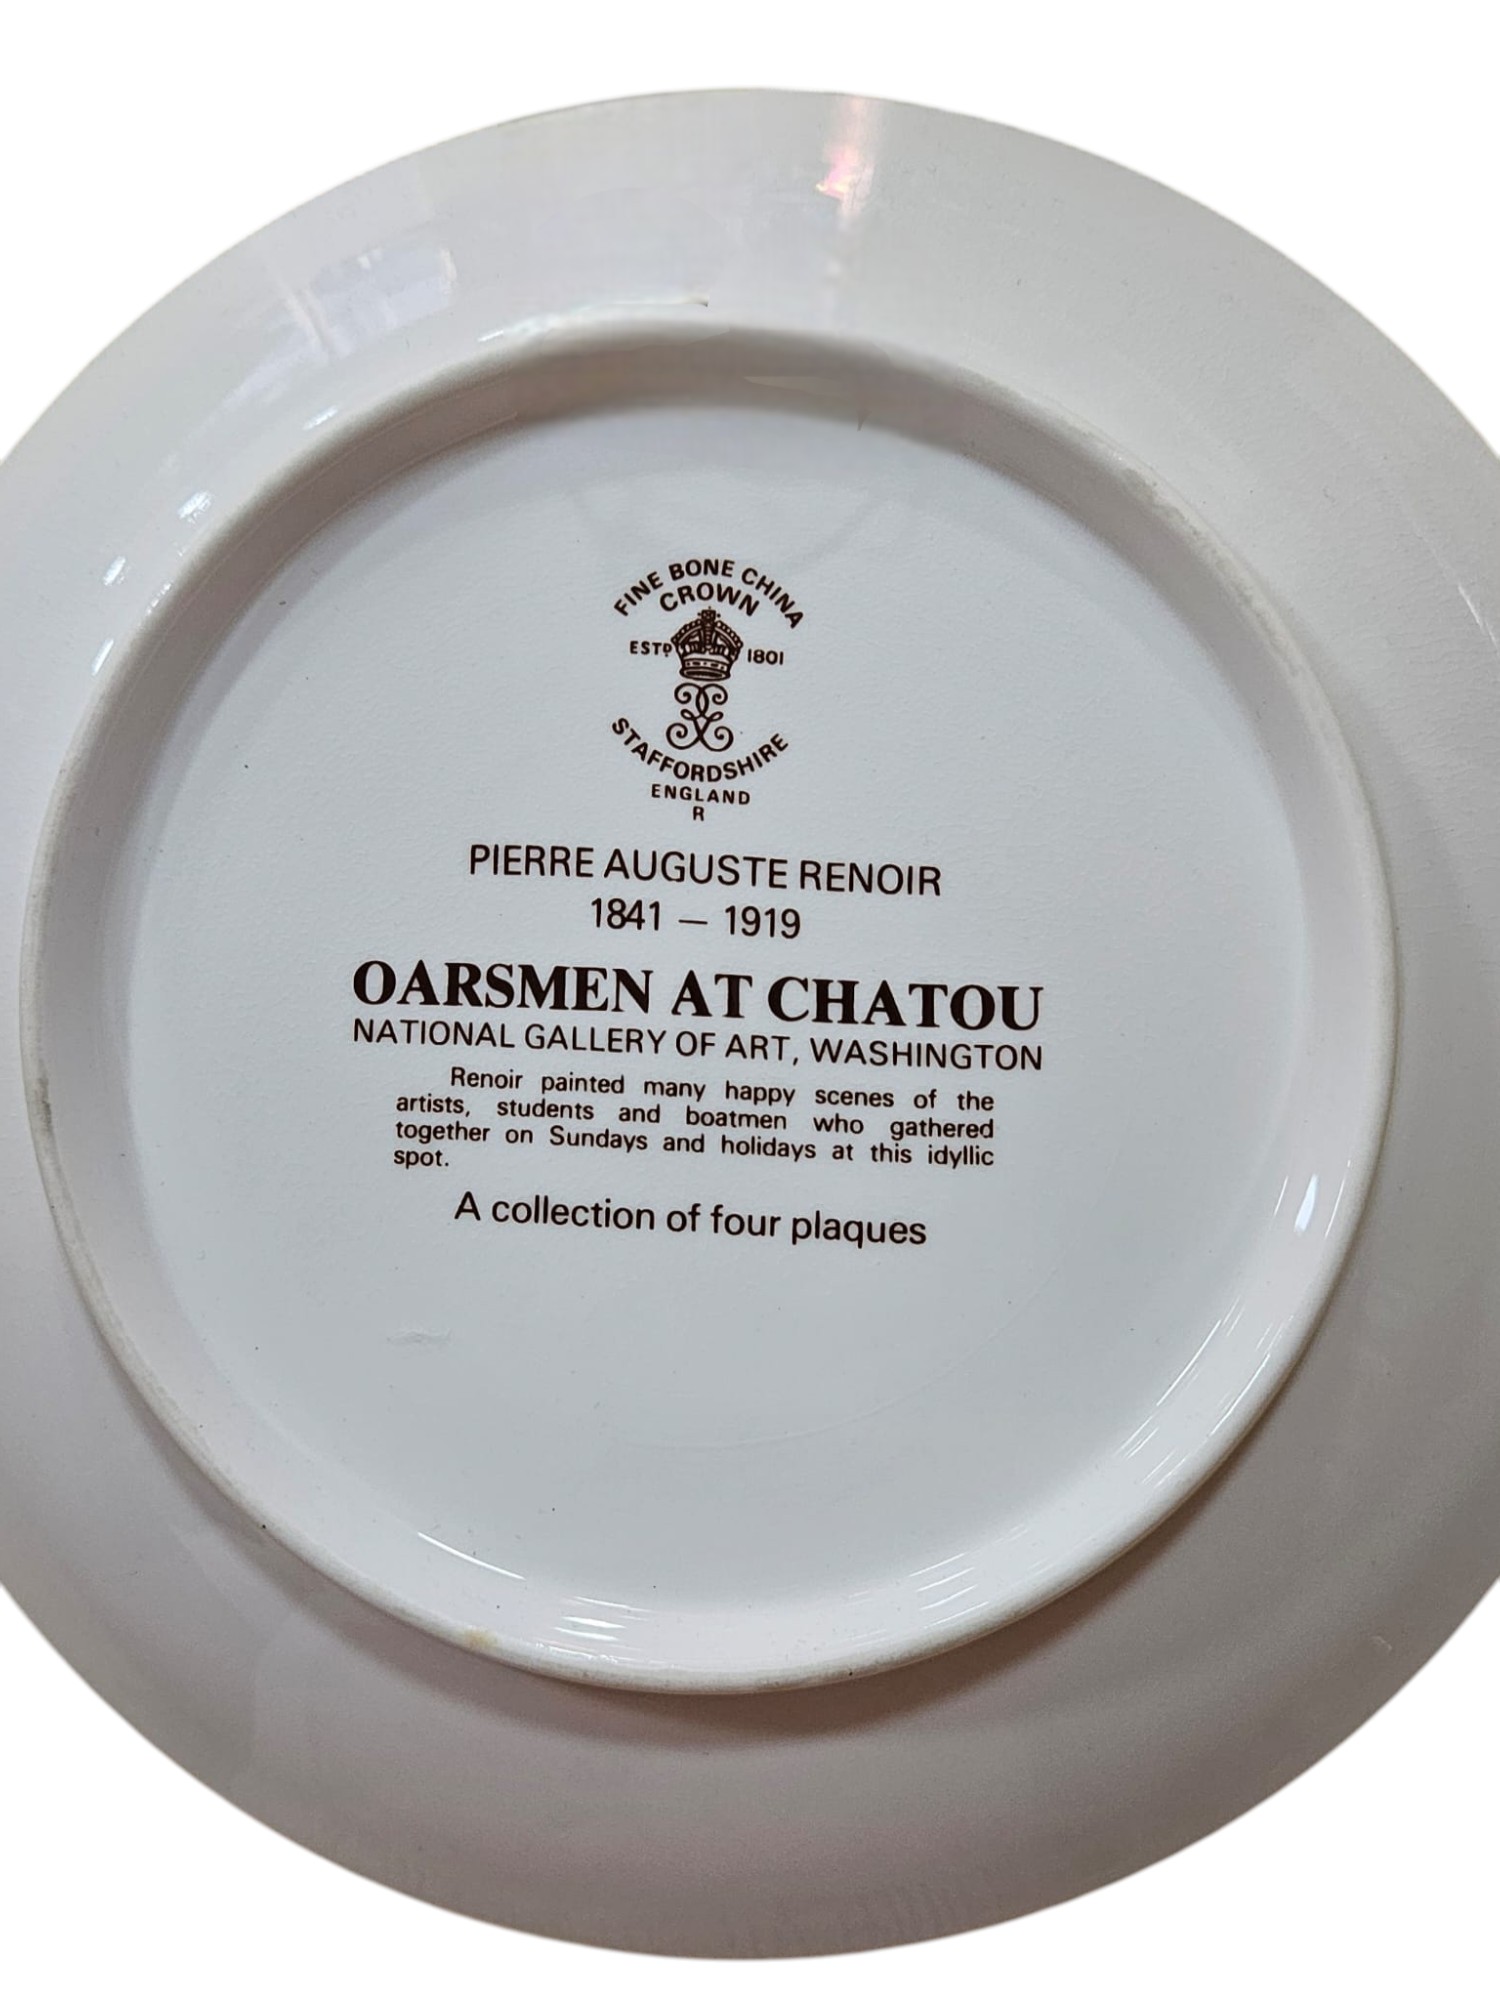 FINE BONE CHINA
CROWN
ESTD 1801
STAFFORDSHIRE
ENGLAND
R
PIERRE AUGUSTE RENOIR
1841 — 1919
OARSMEN AT CHATOU
NATIONAL GALLERY OF ART, WASHINGTON
Renoir painted many happy scenes of the
artists, students and boatmen who gathered
together on Sundays and holidays at this idyllic
spot.
A collection of four plaques